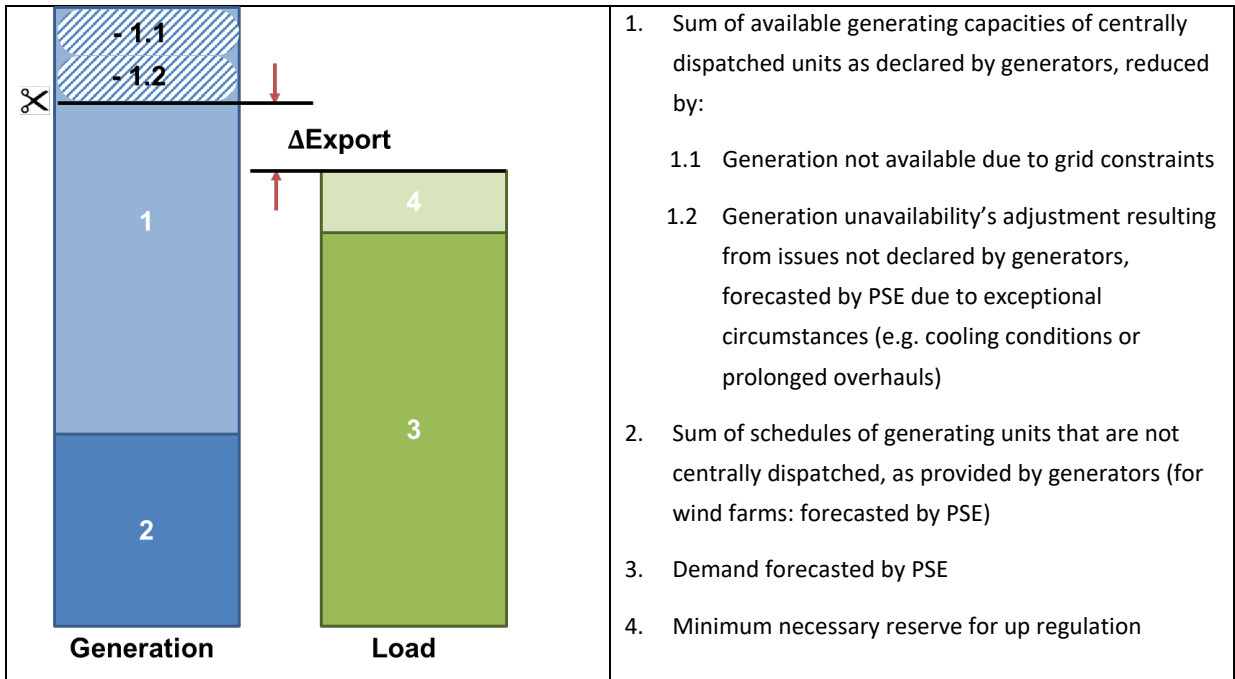 - 1.1
- 1.2
ΔExport
1
4
3
2
Generation
Load
1. Sum of available generating capacities of centrally
dispatched units as declared by generators, reduced
by:
1.1 Generation not available due to grid constraints
1.2 Generation unavailability’s adjustment resulting
from issues not declared by generators,
forecasted by PSE due to exceptional
circumstances (e.g. cooling conditions or
prolonged overhauls)
2. Sum of schedules of generating units that are not
centrally dispatched, as provided by generators (for
wind farms: forecasted by PSE)
3. Demand forecasted by PSE
4. Minimum necessary reserve for up regulation